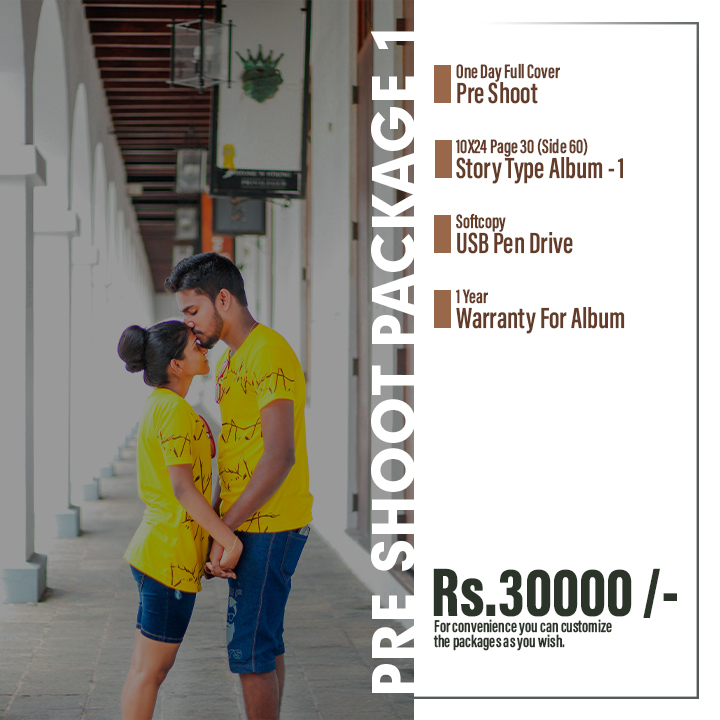 PRE SHOOT PACKAGE 1
One Day Full Cover
Pre Shoot
10X24 Page 30 (Side 60)
Story Type Album - 1
Softcopy
USB Pen Drive
1 Year
Warranty For Album
Rs.30000 /-
For convenience you can customize
the packages as you wish.